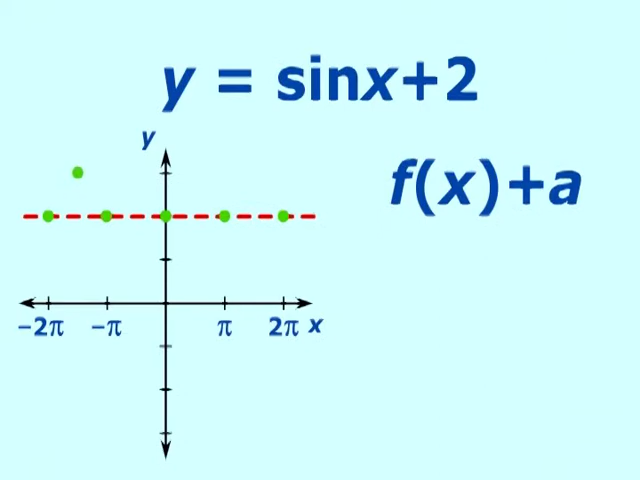 y = sinx+2
y
f(x)+a
−2π −π π 2π x